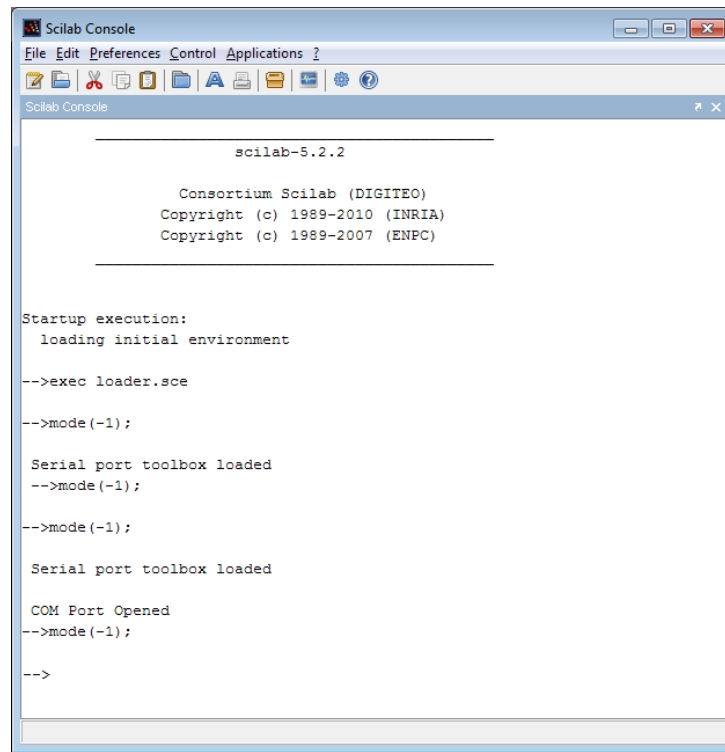 Scilab Console
File Edit Preferences Control Applications ?
Scilab Console
scilab-5.2.2
Consortium Scilab (DIGITEO)
Copyright (c) 1989-2010 (INRIA)
Copyright (c) 1989-2007 (ENPC)
Startup execution:
loading initial environment
-->exec loader.sce
-->mode(-1);
Serial port toolbox loaded
-->mode(-1);
-->mode(-1);
Serial port toolbox loaded
COM Port Opened
-->mode(-1);
-->